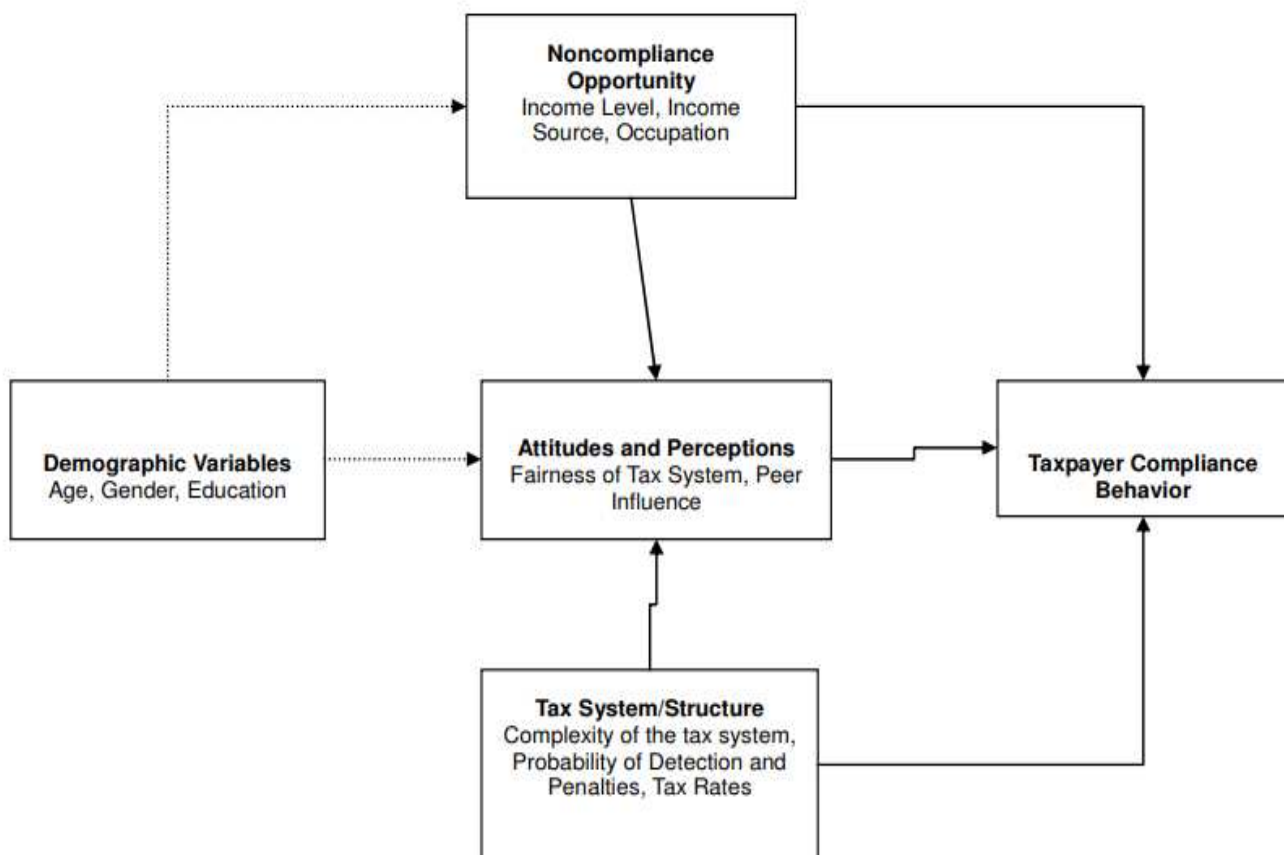 Noncompliance
Opportunity
Income Level, Income
Source, Occupation
Demographic Variables
Age, Gender, Education
Attitudes and Perceptions
Fairness of Tax System, Peer
Influence
Taxpayer Compliance
Behavior
Tax System/Structure
Complexity of the tax system,
Probability of Detection and
Penalties, Tax Rates